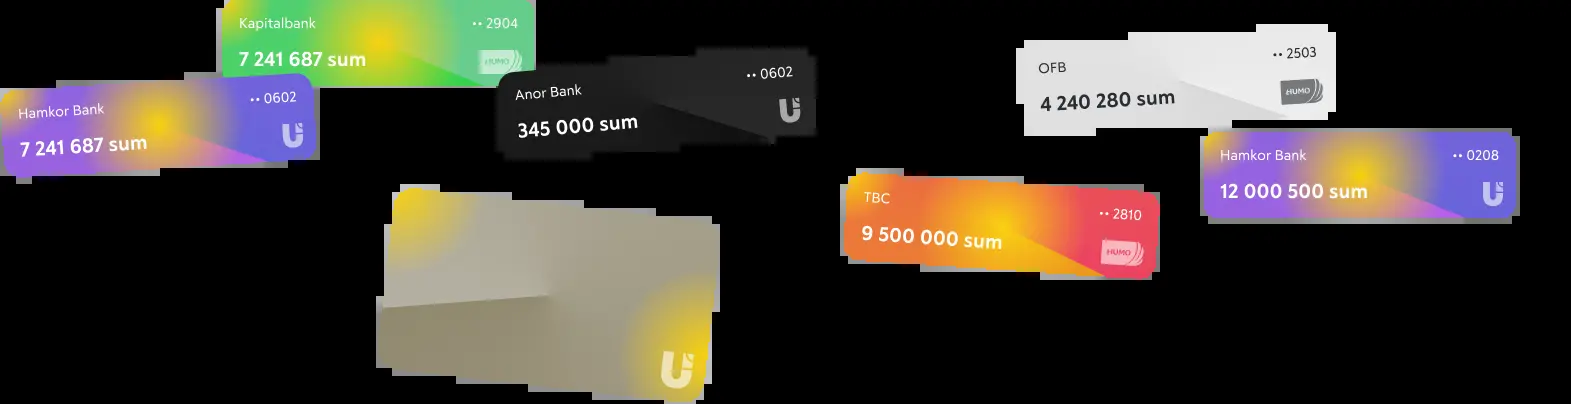 Kapitalbank
•• 2904
7 241 687 sum
HUMO
Hamkor Bank
•• 0602
7 241 687 sum
Anor Bank
•• 0602
345 000 sum
OFB
•• 2503
4 240 280 sum
HUMO
TBC
•• 2810
9 500 000 sum
HUMO
Hamkor Bank
•• 0208
12 000 500 sum